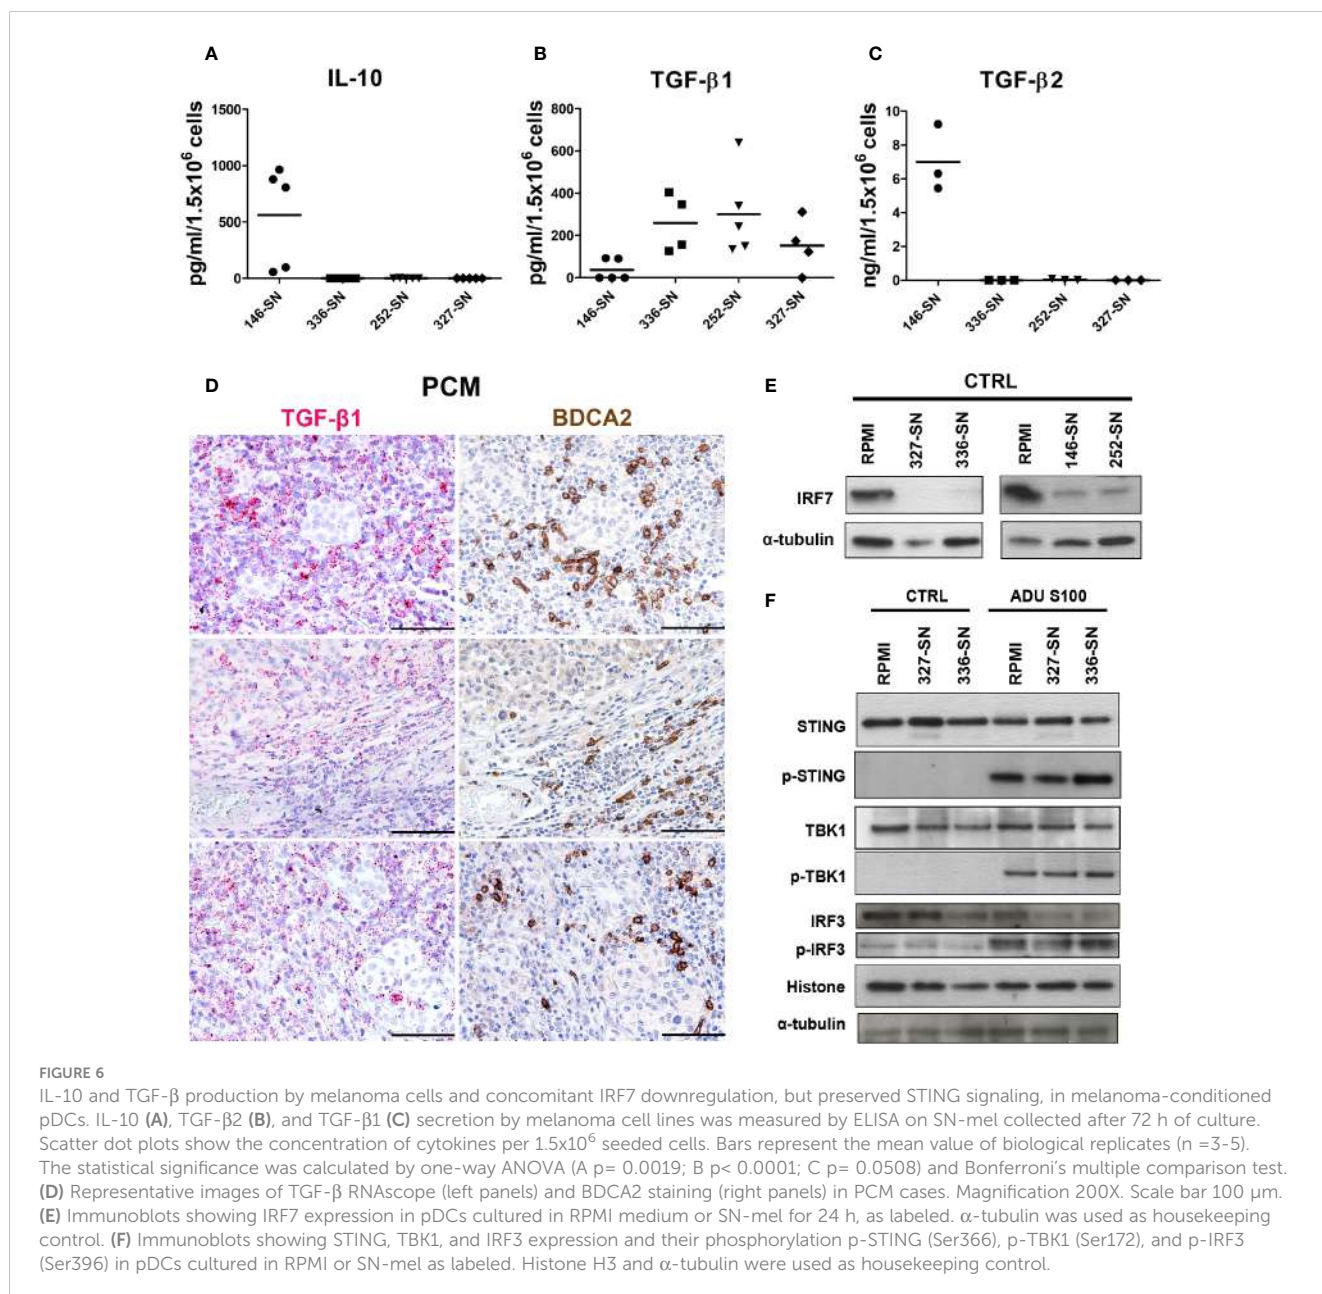 A
IL-10
pg/ml/1.5x10⁶ cells
1500
1000
500
0
146-SN
336-SN
252-SN
327-SN
B
TGF-β1
pg/ml/1.5x10⁶ cells
800
600
400
200
0
146-SN
336-SN
252-SN
327-SN
C
TGF-β2
ng/ml/1.5x10⁶ cells
10
8
6
4
2
0
146-SN
336-SN
252-SN
327-SN
D
PCM
TGF-β1 BDCA2
E
CTRL
RPMI 327-SN 336-SN RPMI 146-SN 252-SN
IRF7
α-tubulin
F
CTRL ADU S100
RPMI 327-SN 336-SN RPMI 327-SN 336-SN
STING
p-STING
TBK1
p-TBK1
IRF3
p-IRF3
Histone
α-tubulin
FIGURE 6
IL-10 and TGF-β production by melanoma cells and concomitant IRF7 downregulation, but preserved STING signaling, in melanoma-conditioned
pDCs. IL-10 (A), TGF-β2 (B), and TGF-β1 (C) secretion by melanoma cell lines was measured by ELISA on SN-mel collected after 72 h of culture.
Scatter dot plots show the concentration of cytokines per 1.5x10⁶ seeded cells. Bars represent the mean value of biological replicates (n =3-5).
The statistical significance was calculated by one-way ANOVA (A p= 0.0019; B p< 0.0001; C p= 0.0508) and Bonferroni’s multiple comparison test.
(D) Representative images of TGF-β RNAscope (left panels) and BDCA2 staining (right panels) in PCM cases. Magnification 200X. Scale bar 100 µm.
(E) Immunoblots showing IRF7 expression in pDCs cultured in RPMI medium or SN-mel for 24 h, as labeled. α-tubulin was used as housekeeping
control. (F) Immunoblots showing STING, TBK1, and IRF3 expression and their phosphorylation p-STING (Ser366), p-TBK1 (Ser172), and p-IRF3
(Ser396) in pDCs cultured in RPMI or SN-mel as labeled. Histone H3 and α-tubulin were used as housekeeping control.